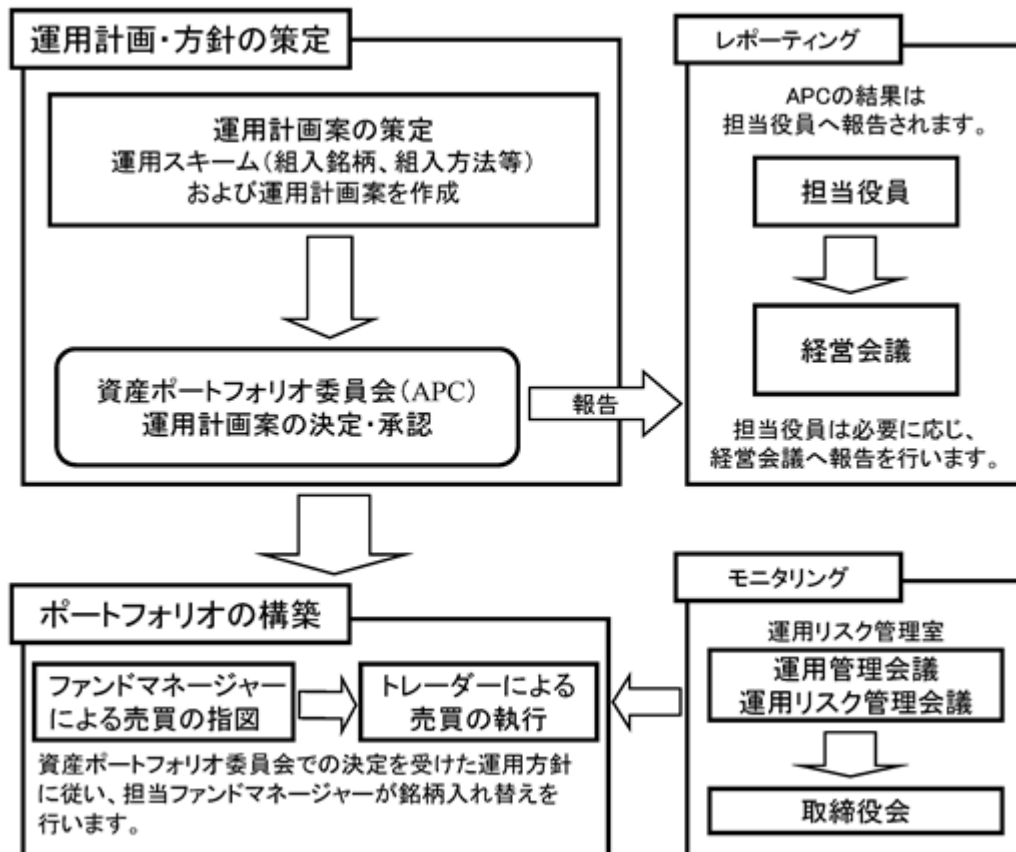 運用計画・方針の策定
運用計画案の策定
運用スキーム(組入銘柄、組入方法等)
および運用計画案を作成
資産ポートフォリオ委員会(APC)
運用計画案の決定・承認
報告
レポーティング
APCの結果は
担当役員へ報告されます。
担当役員
経営会議
担当役員は必要に応じ、
経営会議へ報告を行います。
ポートフォリオの構築
ファンドマネージャー
による売買の指図
トレーダーによる
売買の執行
資産ポートフォリオ委員会での決定を受けた運用方針
に従い、担当ファンドマネージャーが銘柄入れ替えを
行います。
モニタリング
運用リスク管理室
運用管理会議
運用リスク管理会議
取締役会